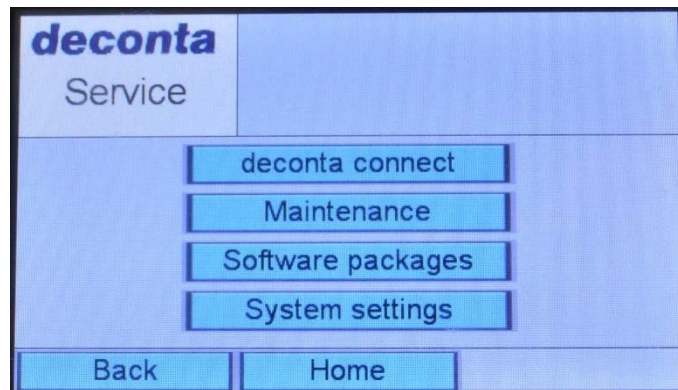 deconta
Service
deconta connect
Maintenance
Software packages
System settings
Back Home